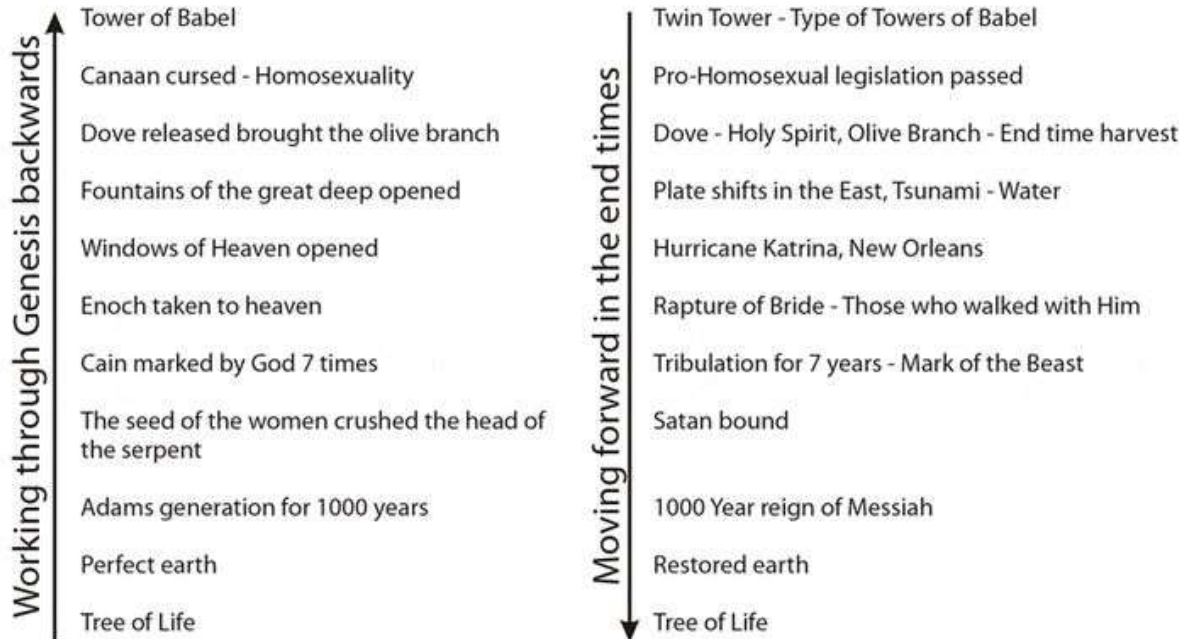 Working through Genesis backwards
Tower of Babel
Canaan cursed - Homosexuality
Dove released brought the olive branch
Fountains of the great deep opened
Windows of Heaven opened
Enoch taken to heaven
Cain marked by God 7 times
The seed of the women crushed the head of
the serpent
Adams generation for 1000 years
Perfect earth
Tree of Life
Moving forward in the end times
Twin Tower - Type of Towers of Babel
Pro-Homosexual legislation passed
Dove - Holy Spirit, Olive Branch - End time harvest
Plate shifts in the East, Tsunami - Water
Hurricane Katrina, New Orleans
Rapture of Bride - Those who walked with Him
Tribulation for 7 years - Mark of the Beast
Satan bound
1000 Year reign of Messiah
Restored earth
Tree of Life